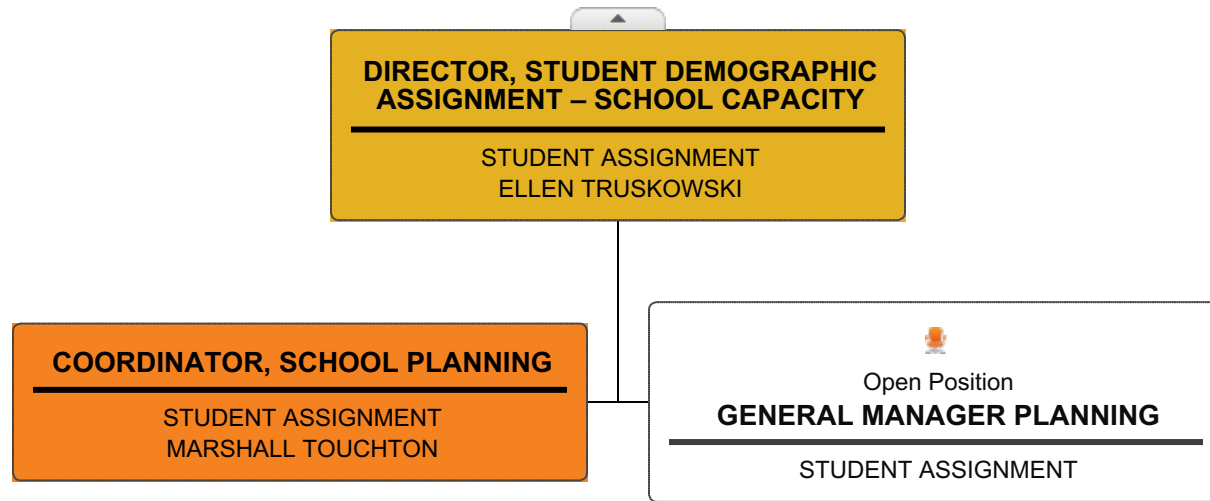 DIRECTOR, STUDENT DEMOGRAPHIC
ASSIGNMENT – SCHOOL CAPACITY
STUDENT ASSIGNMENT
ELLEN TRUSKOWSKI
COORDINATOR, SCHOOL PLANNING
STUDENT ASSIGNMENT
MARSHALL TOUCHTON
Open Position
GENERAL MANAGER PLANNING
STUDENT ASSIGNMENT